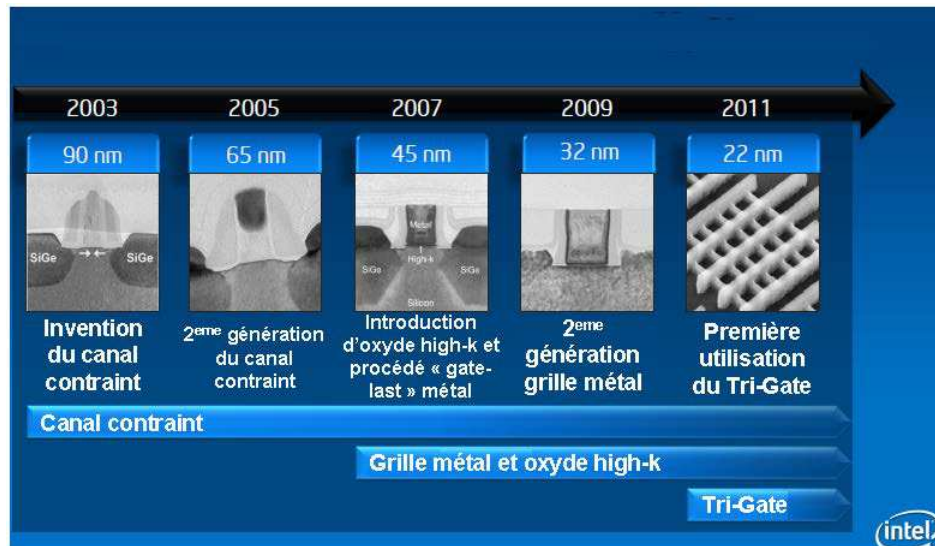 2003
2005
2007
2009
2011
90 nm
65 nm
45 nm
32 nm
22 nm
SiGe
SiGe
Metal
High-k
SiGe
SiGe
Silicon
Invention
du canal
contraint
2eme génération
du canal
contraint
Introduction
d'oxyde high-k et
procédé « gate-
last » métal
2eme
génération
grille métal
Première
utilisation
du Tri-Gate
Canal contraint
Grille métal et oxyde high-k
Tri-Gate
intel